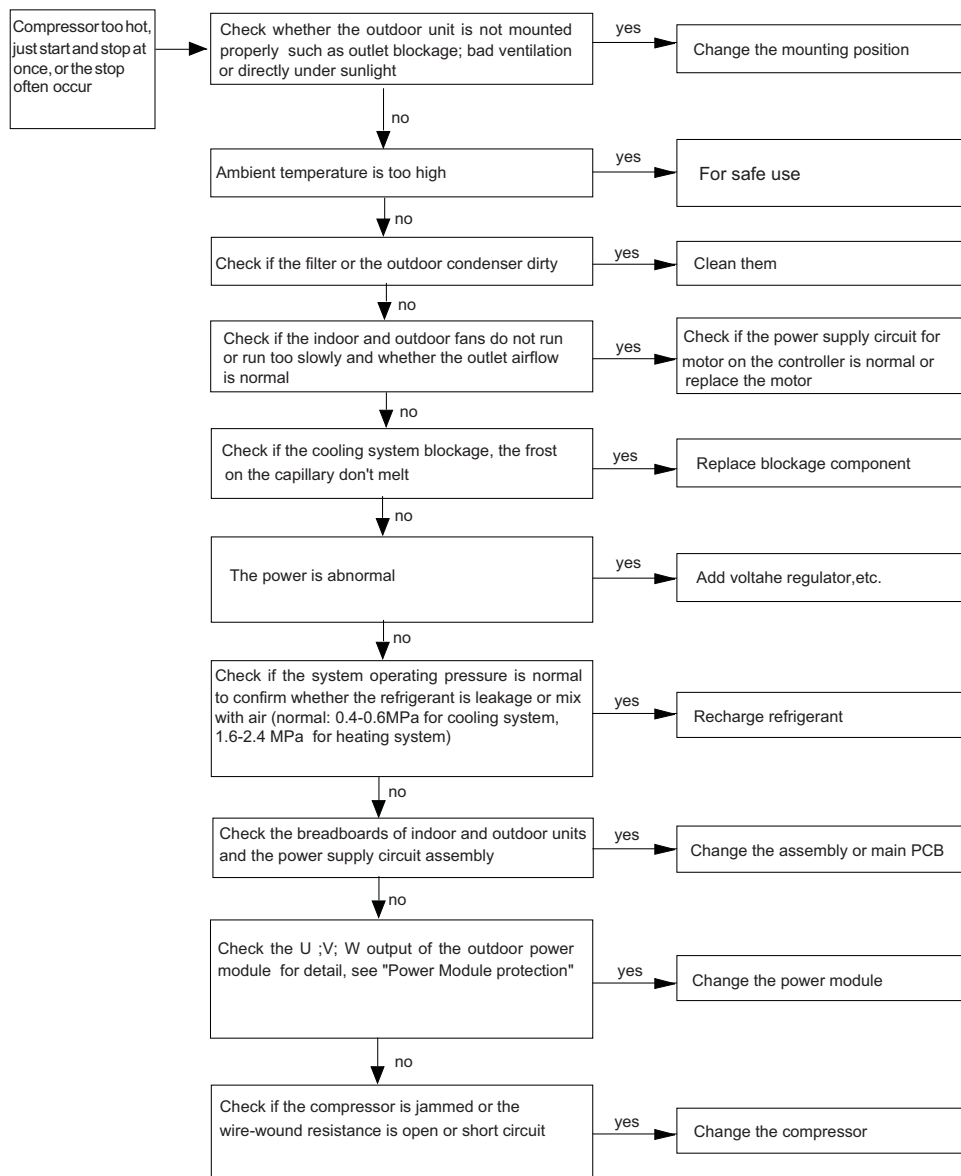 Compressor too hot,
just start and stop at
once, or the stop
often occur
Check whether the outdoor unit is not mounted
properly such as outlet blockage; bad ventilation
or directly under sunlight
yes
Change the mounting position
no
Ambient temperature is too high
yes
For safe use
no
Check if the filter or the outdoor condenser dirty
yes
Clean them
no
Check if the indoor and outdoor fans do not run
or run too slowly and whether the outlet airflow
is normal
yes
Check if the power supply circuit for
motor on the controller is normal or
replace the motor
no
Check if the cooling system blockage, the frost
on the capillary don't melt
yes
Replace blockage component
no
The power is abnormal
yes
Add voltahe regulator,etc.
no
Check if the system operating pressure is normal
to confirm whether the refrigerant is leakage or mix
with air (normal: 0.4-0.6MPa for cooling system,
1.6-2.4 MPa for heating system)
yes
Recharge refrigerant
no
Check the breadboards of indoor and outdoor units
and the power supply circuit assembly
yes
Change the assembly or main PCB
no
Check the U ;V; W output of the outdoor power
module for detail, see "Power Module protection"
yes
Change the power module
no
Check if the compressor is jammed or the
wire-wound resistance is open or short circuit
yes
Change the compressor